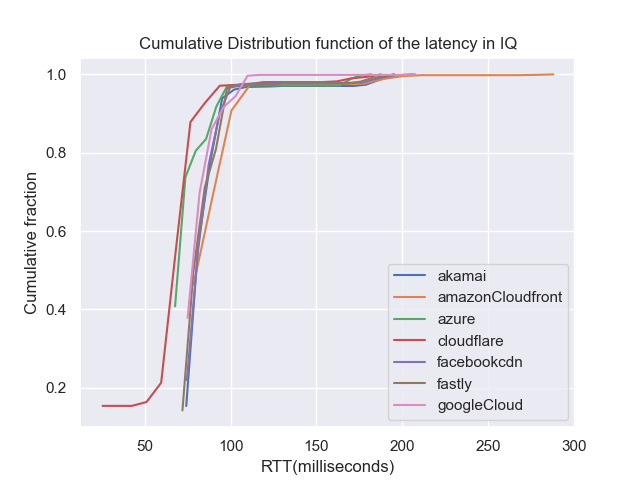 Cumulative Distribution function of the latency in IQ
Cumulative fraction
1.0
0.8
0.6
0.4
0.2
50
100
150
200
250
300
RTT(milliseconds)
akamai
amazonCloudfront
azure
cloudflare
facebookcdn
fastly
googleCloud